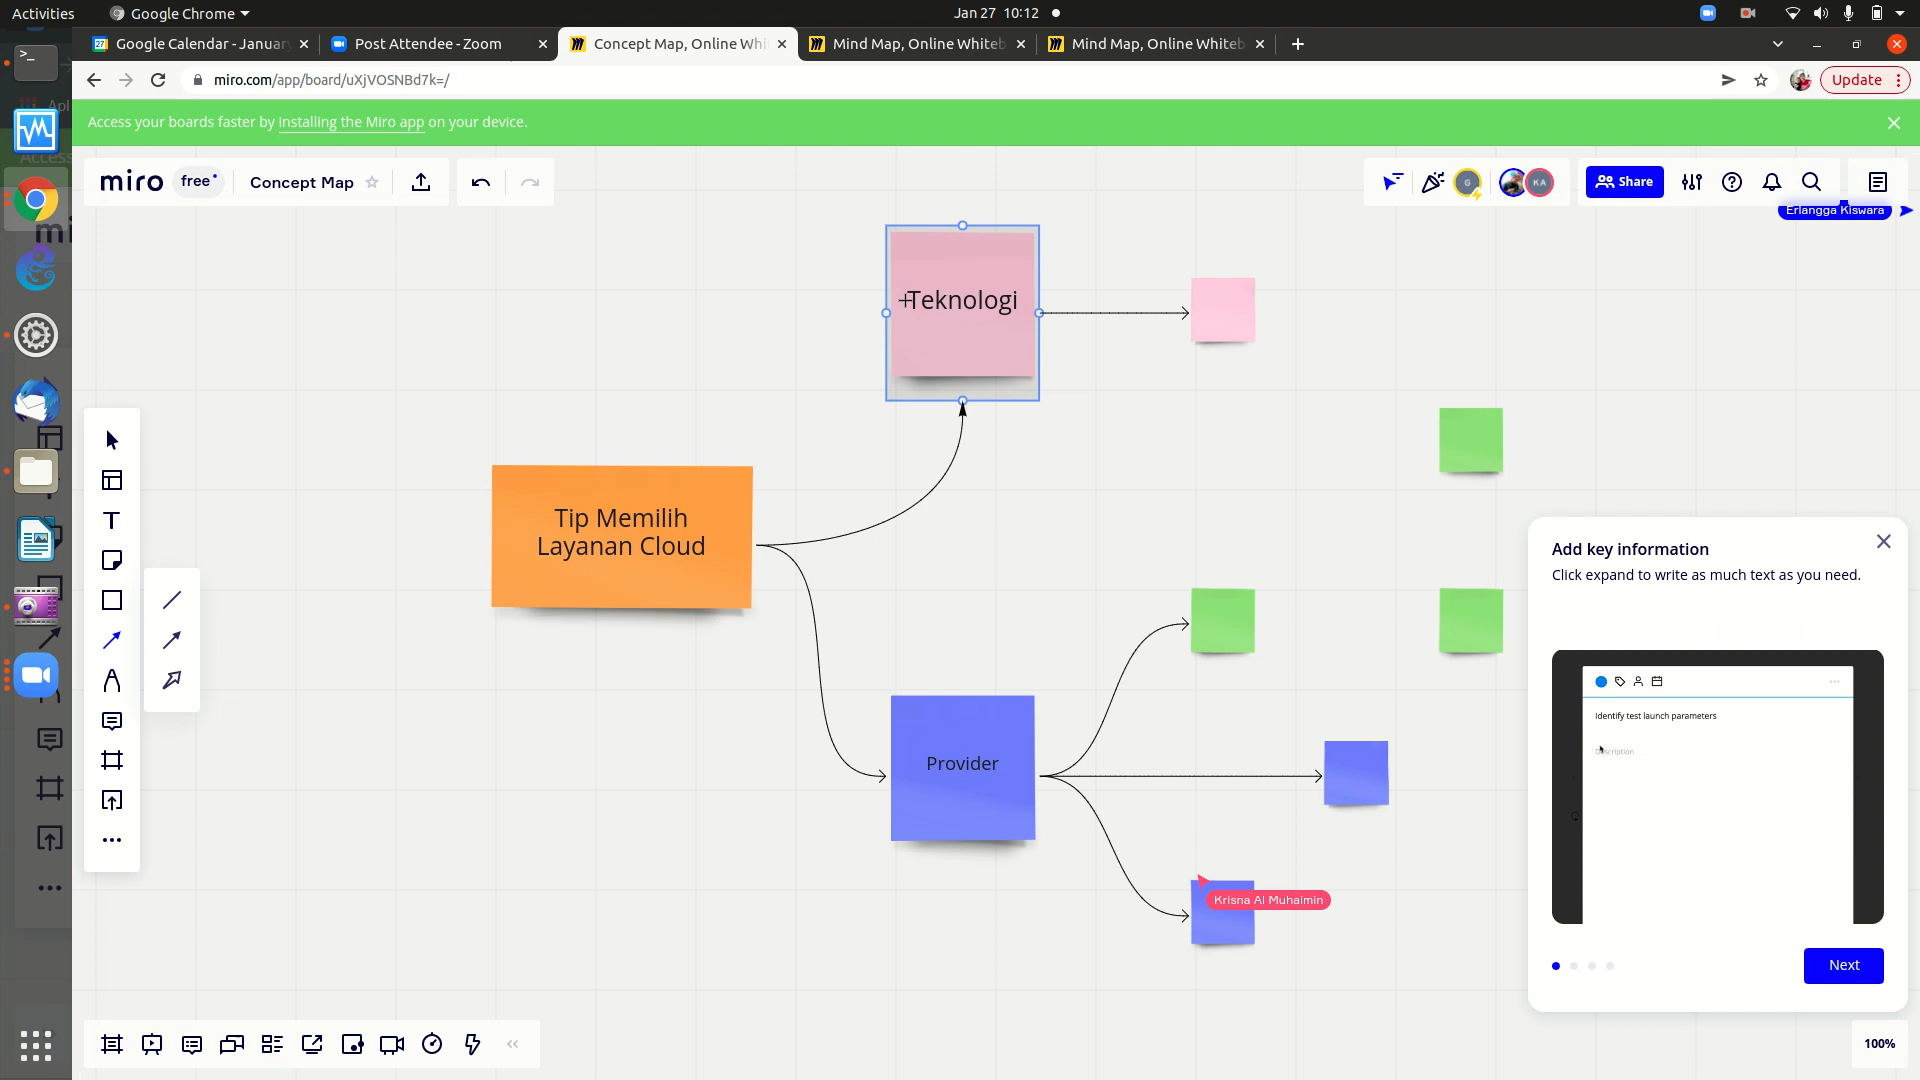 Activities
Google Chrome
Jan 27 10:12
Google Calendar - Januar
Post Attendee - Zoom
Concept Map, Online Whi
Mind Map, Online Whiteb
Mind Map, Online Whiteb
miro.com/app/board/uXjVOSNBd7k=/
Update
Access your boards faster by installing the Miro app on your device.
miro
free
Concept Map
G
KA
Share
Erlangga Kiswara
Teknologi
Tip Memilih
Layanan Cloud
Provider
Krisna Al Muhaimin
Add key information
Click expand to write as much text as you need.
Identify test launch parameters
Next
100%